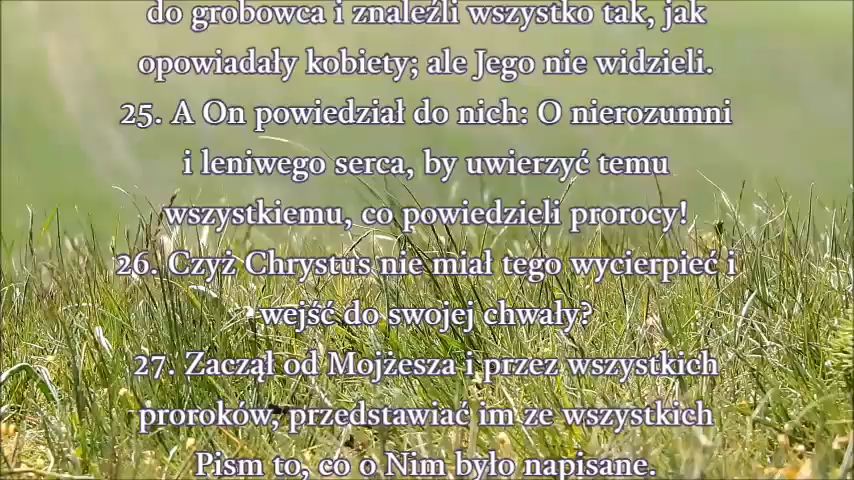 do grobowca i znaleźli wszystko tak, jak
opowiadały kobiety; ale Jego nie widzieli.
25. A On powiedział do nich: O nierozumni
i leniwego serca, by uwierzyć temu
wszystkiemu, co powiedzieli prorocy!
26. Czyż Chrystus nie miał tego wycierpieć i
wejść do swojej chwały?
27. Zaczął od Mojżesza i przez wszystkich
proroków, przedstawiać im ze wszystkich
Pism to, co o Nim było napisane.